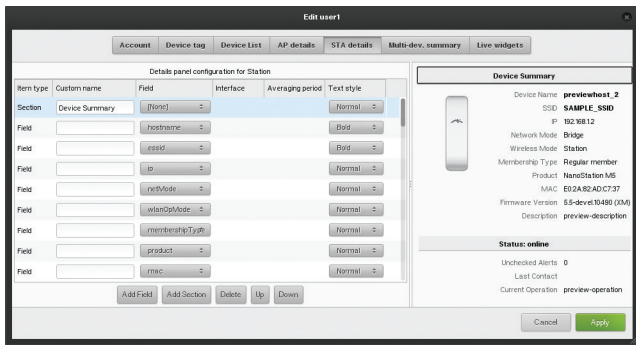 Edit user1
Account Device tag Device List AP details STA details Multi-dev. summary Live widgets
Details panel configuration for Station
Item type Custom name Field Interface Averaging period Text style
Section Device Summary [None] Normal
Field hostname Bold
Field essid Bold
Field ip Normal
Field netMode Normal
Field wlanOpMode Normal
Field membershipType Normal
Field product Normal
Field mac Normal
Add Field Add Section Delete Up Down
Device Summary
Device Name previewhost_2
SSID SAMPLE_SSID
IP 192.168.1.2
Network Mode Bridge
Wireless Mode Station
Membership Type Regular member
Product NanoStation M5
MAC E0:2A:82:AD:C7:37
Firmware Version 5.5-devel.10490 (XM)
Description preview-description
Status: online
Unchecked Alerts 0
Last Contact
Current Operation preview-operation
Cancel Apply